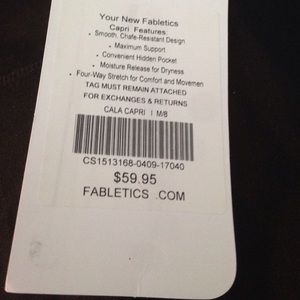 Your New Fabletics
Capri Features
• Smooth, Chafe-Resistant Design
• Maximum Support
• Convenient Hidden Pocket
• Moisture Release for Dryness
• Four-Way Stretch for Comfort and Movemen
TAG MUST REMAIN ATTACHED
FOR EXCHANGES & RETURNS
CALA CAPRI | M/8
CS1513168-0409-17040
$59.95
FABLETICS .COM